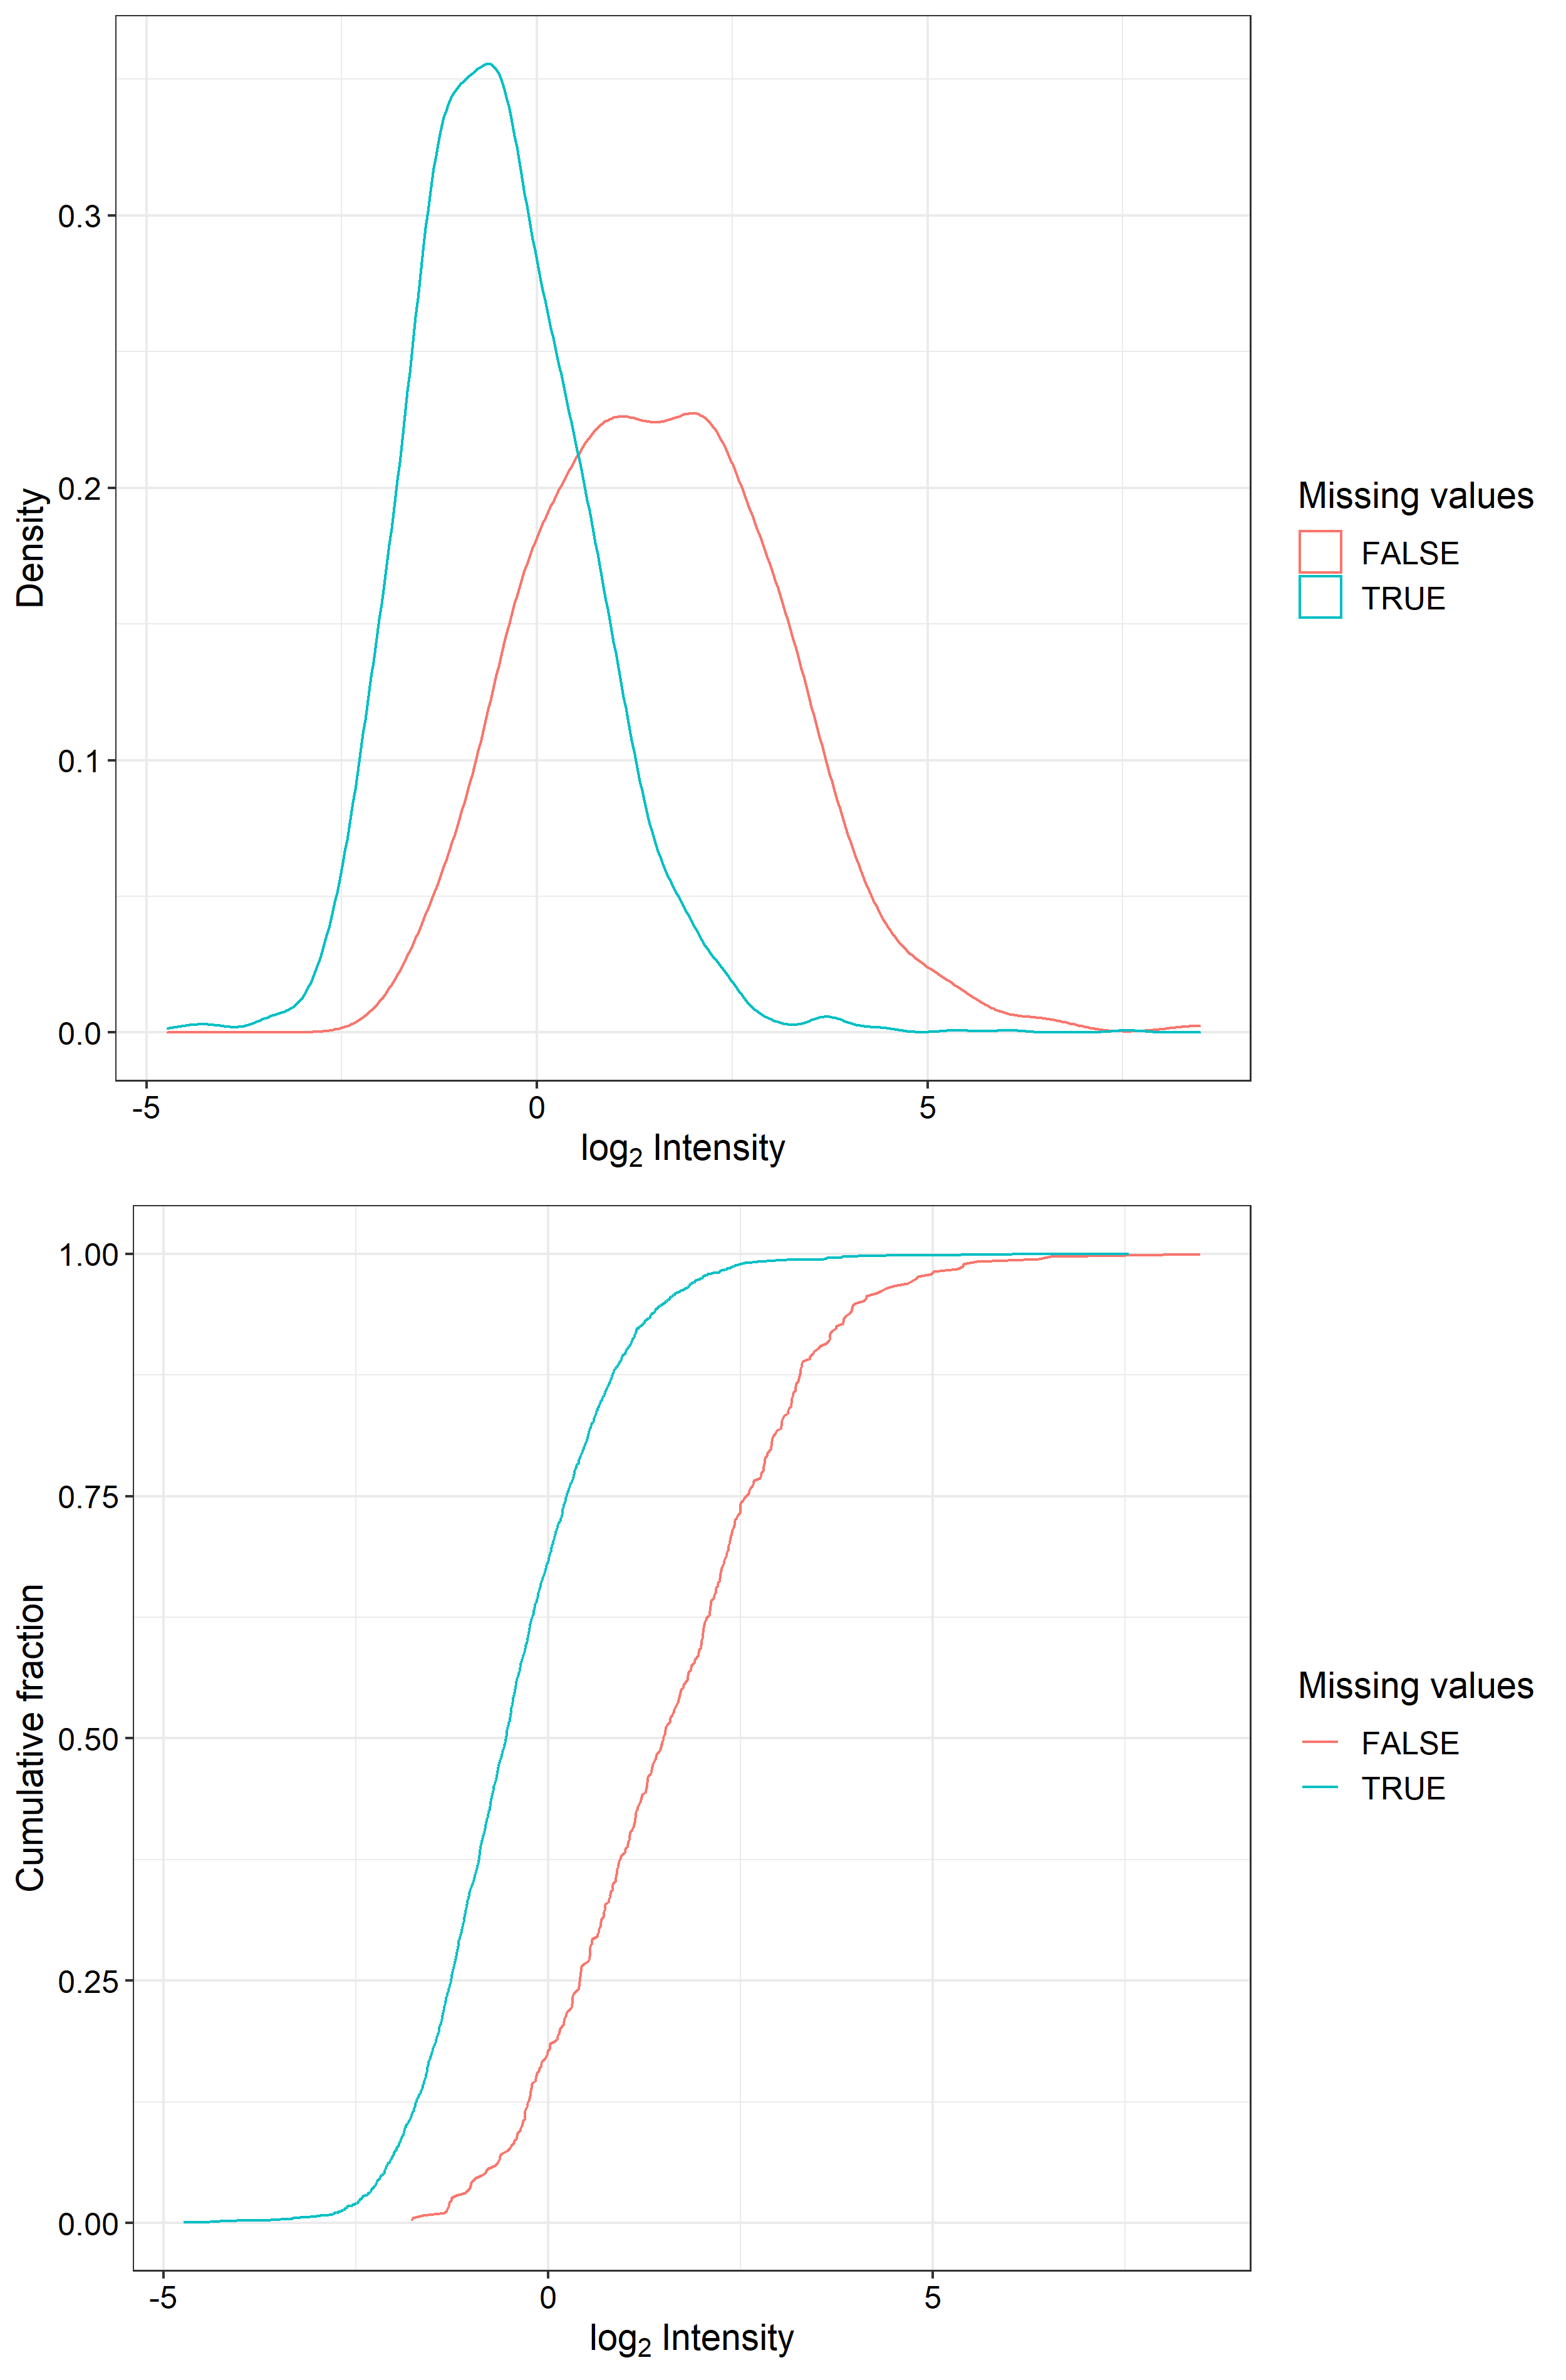 Density
0.3
0.2
0.1
0.0
-5 0 5
log₂ Intensity
Missing values
FALSE
TRUE
Cumulative fraction
1.00
0.75
0.50
0.25
0.00
-5 0 5
log₂ Intensity
Missing values
FALSE
TRUE